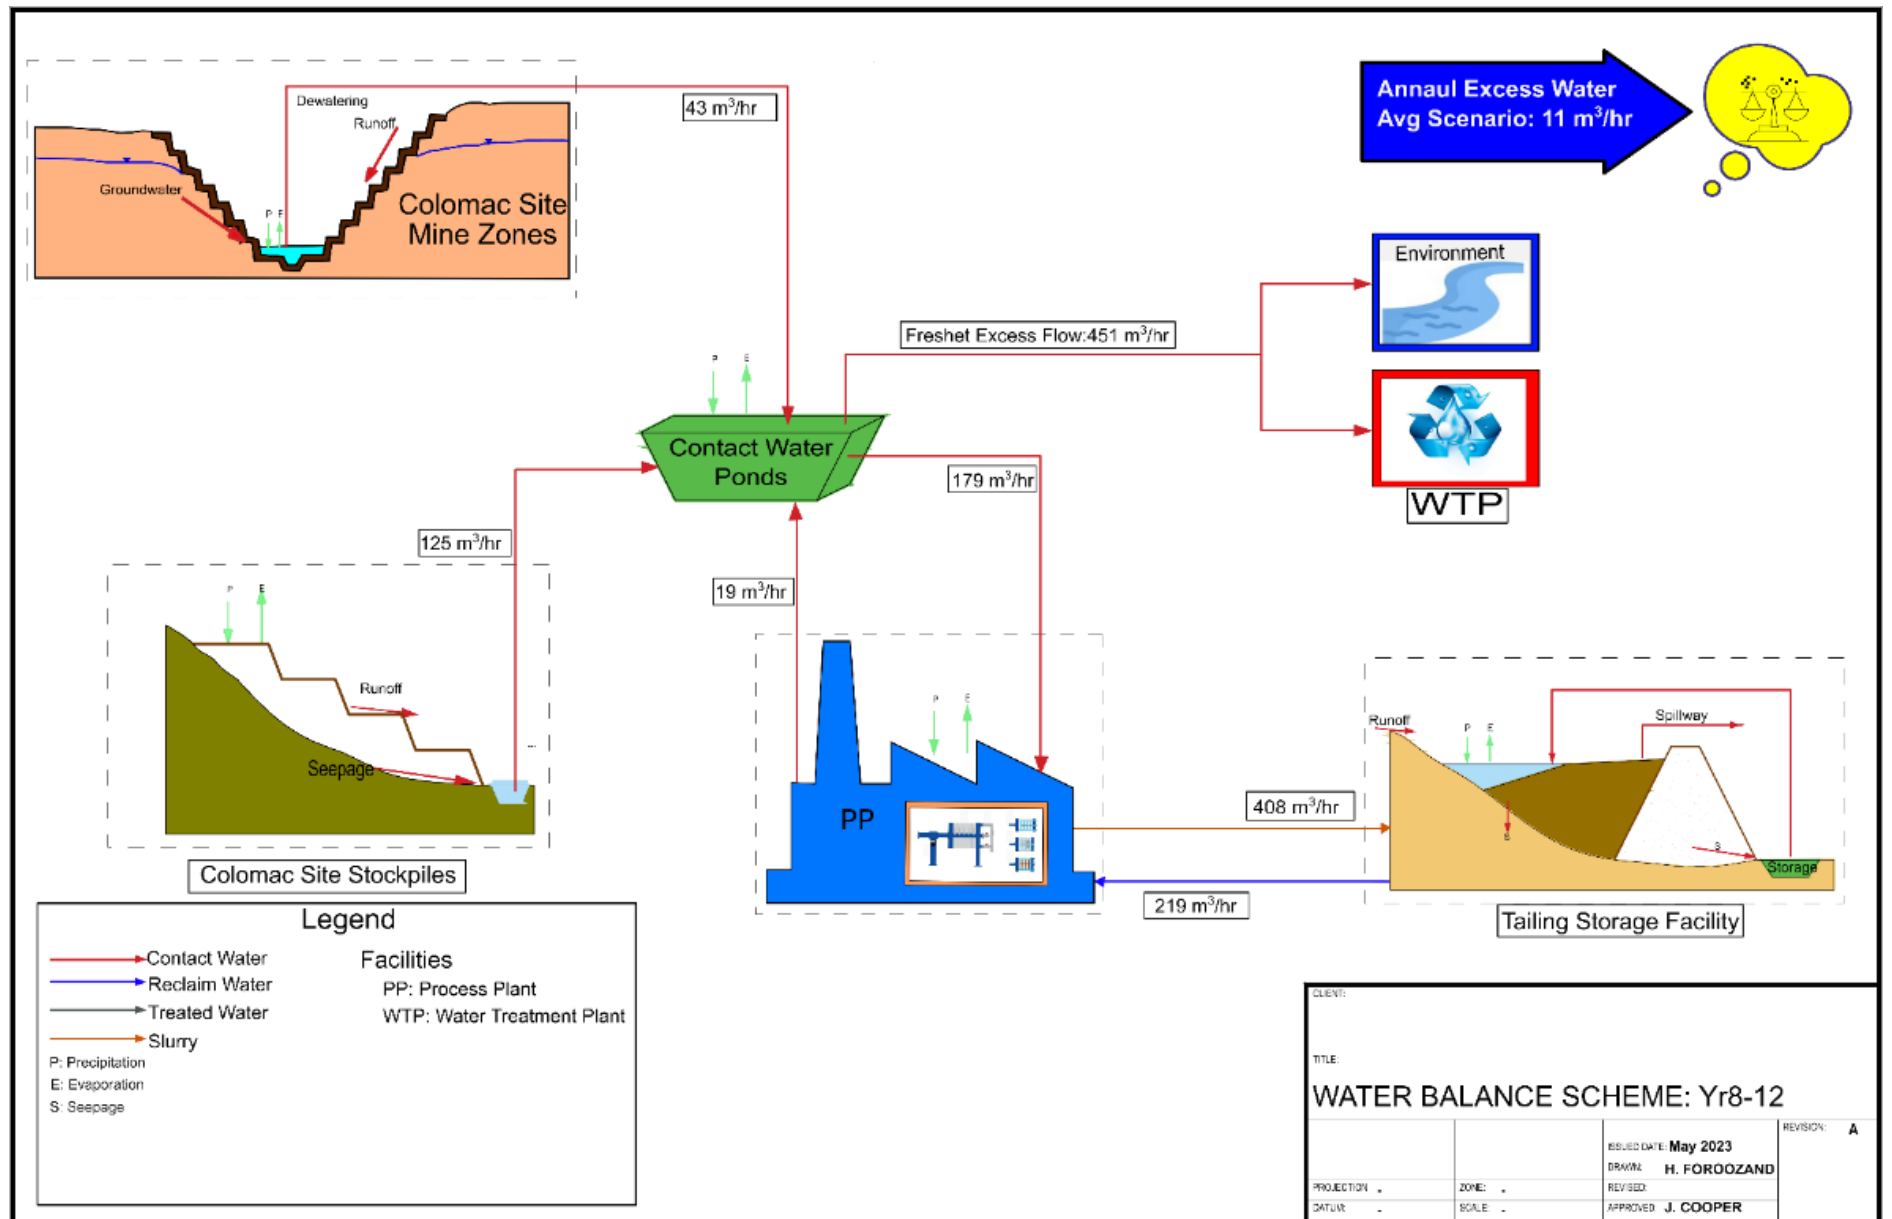 Annaul Excess Water
Avg Scenario: 11 m³/hr
Dewatering
Runoff
43 m³/hr
Groundwater
P E
Colomac Site
Mine Zones
Environment
Freshet Excess Flow:451 m³/hr
P E
Contact Water
Ponds
WTP
179 m³/hr
125 m³/hr
19 m³/hr
P E
Runoff
Seepage
Colomac Site Stockpiles
P E
PP
408 m³/hr
219 m³/hr
Runoff
P E
Spillway
S
S
Storage
Tailing Storage Facility
Legend
Contact Water
Reclaim Water
Treated Water
Slurry
P: Precipitation
E: Evaporation
S: Seepage
Facilities
PP: Process Plant
WTP: Water Treatment Plant
CLIENT:
TITLE:
WATER BALANCE SCHEME: Yr8-12
REVISION: A
ISSUED DATE: May 2023
DRAWN: H. FOROOZAND
PROJECTION -
ZONE: -
REVISED:
DATUM: -
SCALE: -
APPROVED J. COOPER